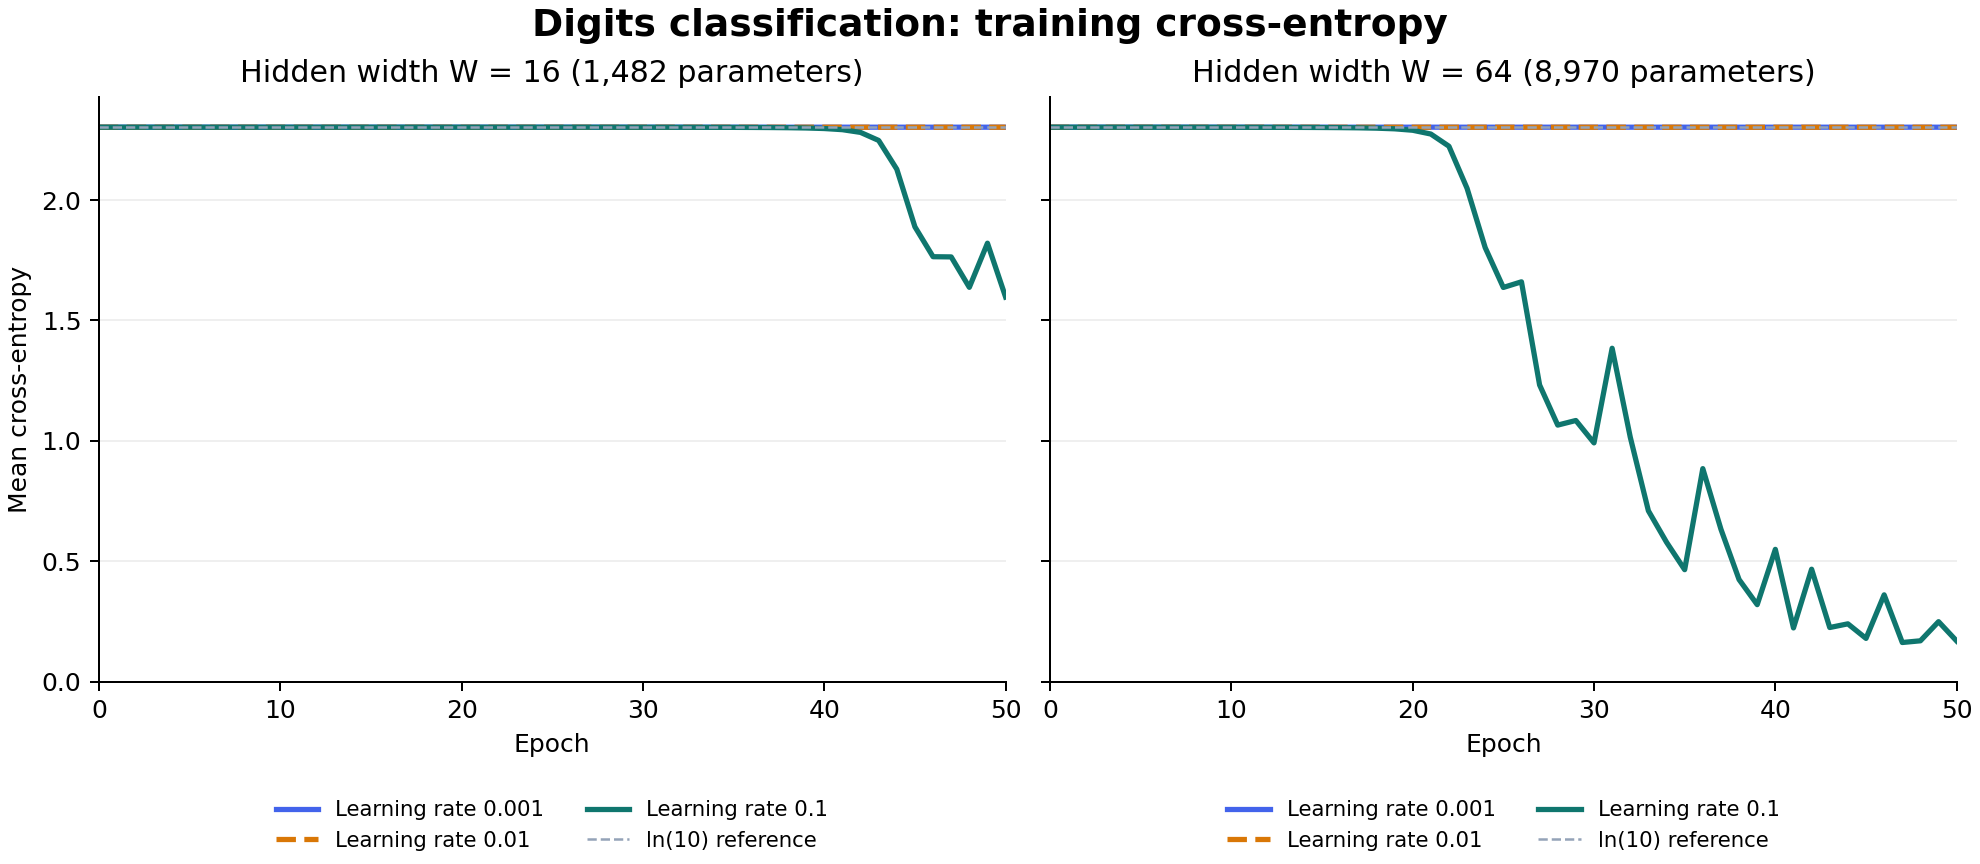 Digits classification: training cross-entropy
Hidden width W = 16 (1,482 parameters)
Mean cross-entropy
2.0
1.5
1.0
0.5
0.0
0 10 20 30 40 50
Epoch
Learning rate 0.001
Learning rate 0.01
Learning rate 0.1
ln(10) reference
Hidden width W = 64 (8,970 parameters)
0 10 20 30 40 50
Epoch
Learning rate 0.001
Learning rate 0.01
Learning rate 0.1
ln(10) reference